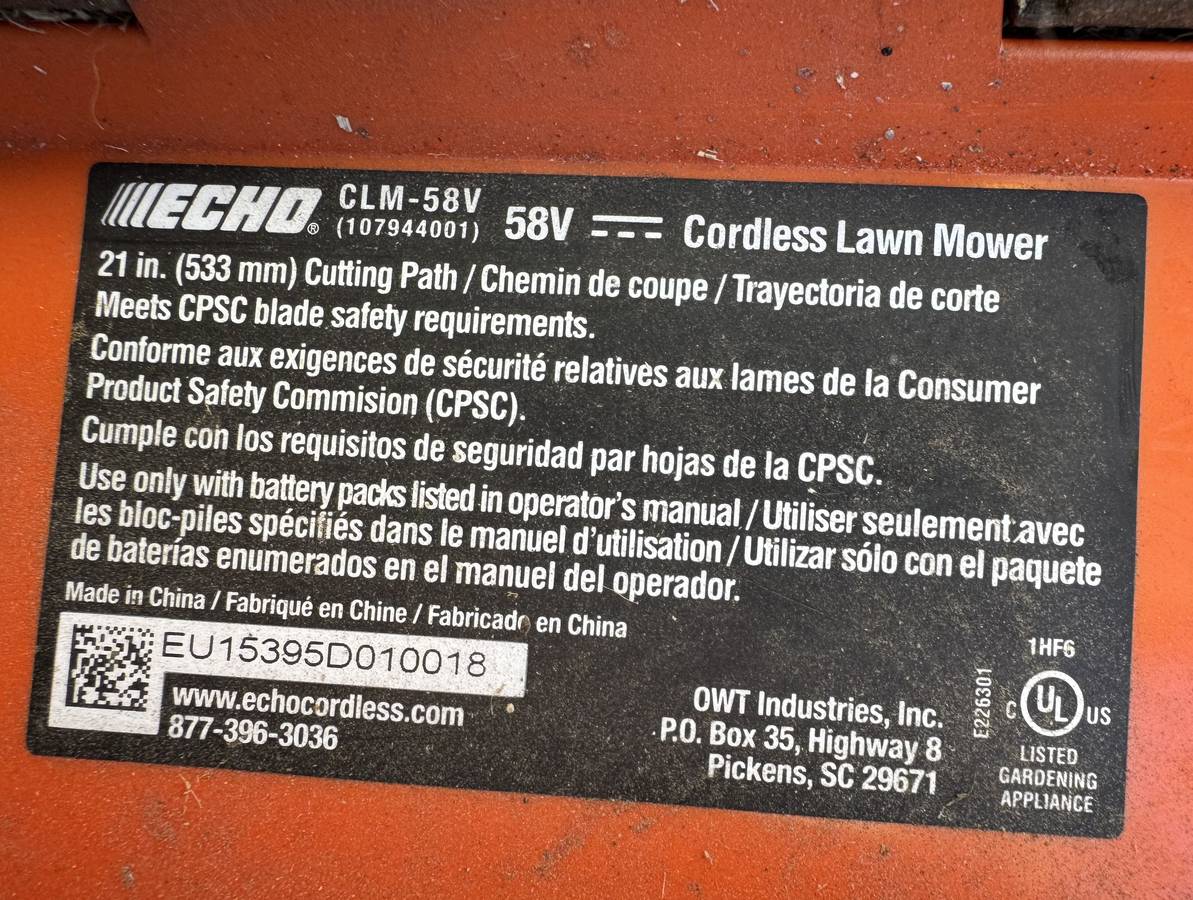 ECHO® CLM-58V
(107944001) 58V Cordless Lawn Mower
21 in. (533 mm) Cutting Path / Chemin de coupe / Trayectoria de corte
Meets CPSC blade safety requirements.
Conforme aux exigences de sécurité relatives aux lames de la Consumer
Product Safety Commision (CPSC).
Cumple con los requisitos de seguridad par hojas de la CPSC.
Use only with battery packs listed in operator's manual / Utiliser seulement avec
les bloc-piles spécifiés dans le manuel d'utilisation / Utilizar sólo con el paquete
de baterías enumerados en el manuel del operador.
Made in China / Fabriqué en Chine / Fabricado en China
EU15395D010018
www.echocordless.com
877-396-3036
OWT Industries, Inc.
P.O. Box 35, Highway 8
Pickens, SC 29671
E226301
1HF6
C UL US
LISTED
GARDENING
APPLIANCE